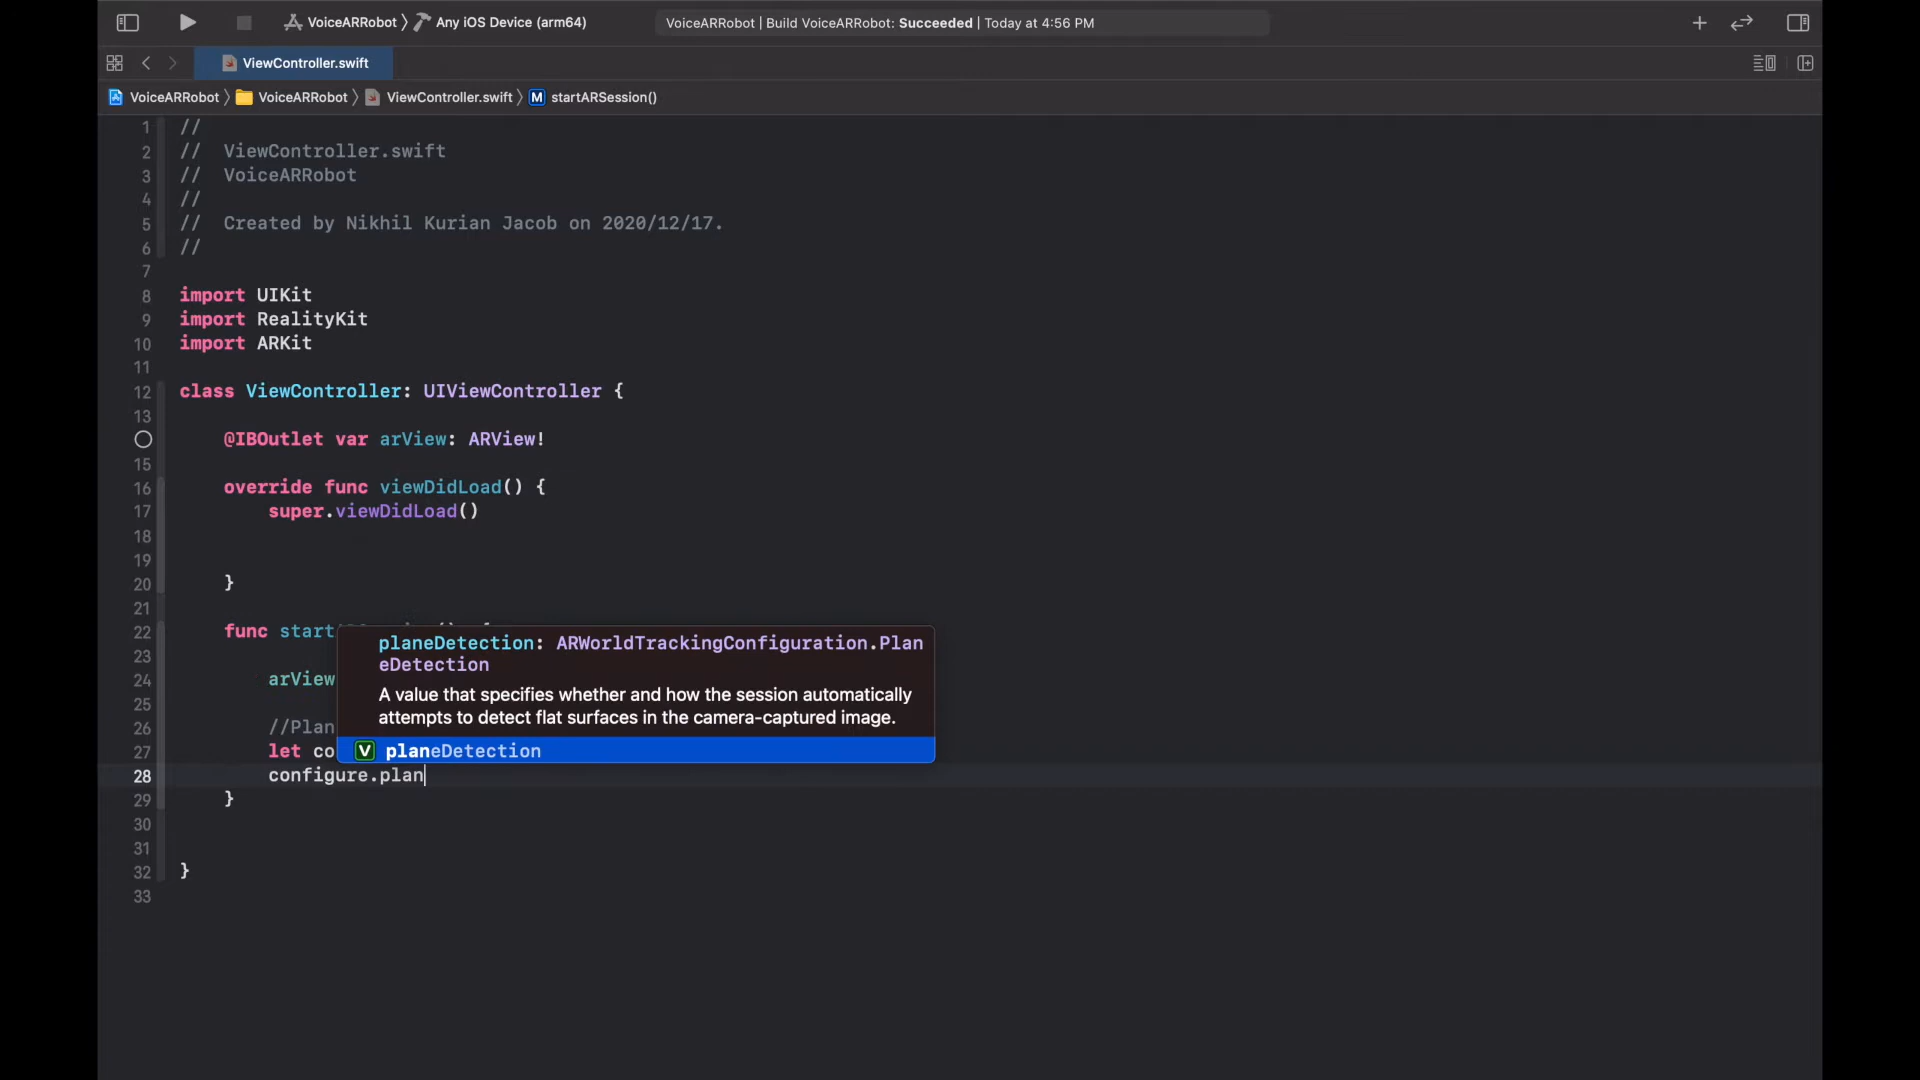 VoiceARRobot 〉 Any iOS Device (arm64)
VoiceARRobot | Build VoiceARRobot: Succeeded | Today at 4:56 PM
ViewController.swift
VoiceARRobot 〉 VoiceARRobot 〉 ViewController.swift 〉 M startARSession()
1 //
2 //  ViewController.swift
3 //  VoiceARRobot
4 //
5 //  Created by Nikhil Kurian Jacob on 2020/12/17.
6 //
7
8 import UIKit
9 import RealityKit
10 import ARKit
11
12 class ViewController: UIViewController {
13
@IBOutlet var arView: ARView!
15
16 override func viewDidLoad() {
17 super.viewDidLoad()
18
19
20 }
21
22 func start
23 planeDetection: ARWorldTrackingConfiguration.Plan
eDetection
24 arView
A value that specifies whether and how the session automatically
25 attempts to detect flat surfaces in the camera-captured image.
26 //Plan
27 let co V planeDetection
28 configure.plan
29 }
30
31
32 }
33